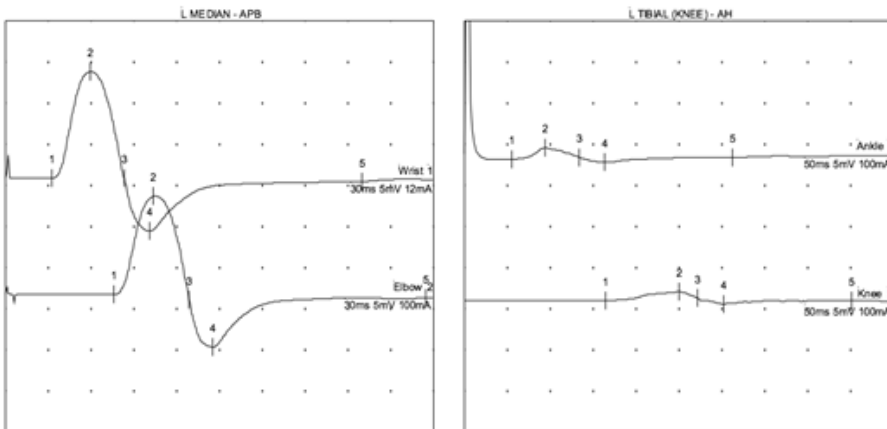 L MEDIAN - APB
2
1
3
5
Wrist 1
30ms 5mV 12mA
2
4
1
3
5
Elbow 2
30ms 5mV 100mA
4
L TIBIAL (KNEE) - AH
1
2
3
4
5
Ankle
50ms 5mV 100mA
1
2
3
4
5
Knee
50ms 5mV 100mA